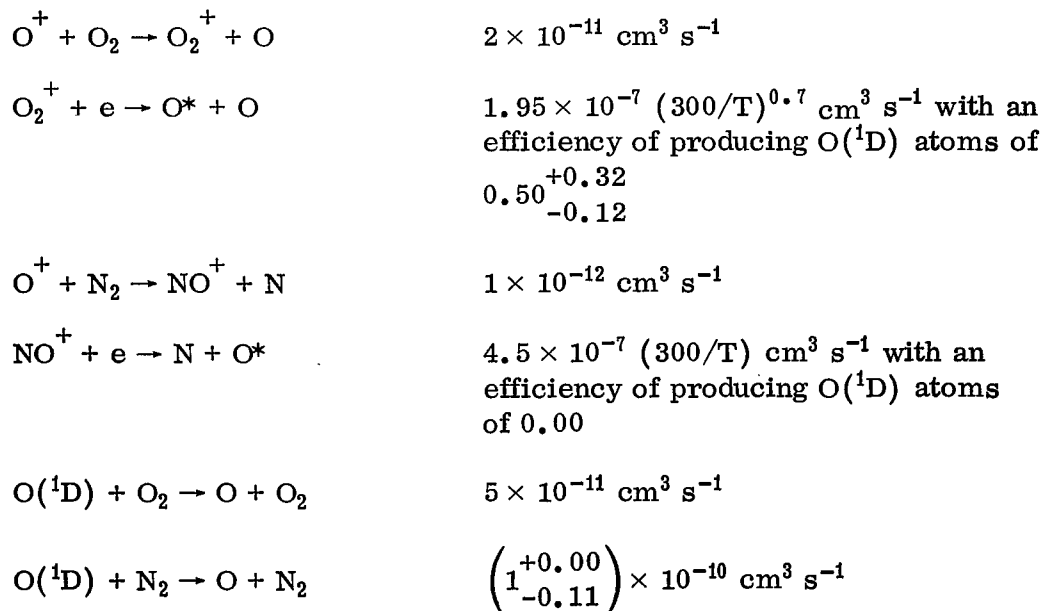 O⁺ + O₂ → O₂⁺ + O 2 × 10⁻¹¹ cm³ s⁻¹
O₂⁺ + e → O* + O 1.95 × 10⁻⁷ (300/T)⁰·⁷ cm³ s⁻¹ with an
efficiency of producing O(¹D) atoms of
0.50 +0.32 -0.12
O⁺ + N₂ → NO⁺ + N 1 × 10⁻¹² cm³ s⁻¹
NO⁺ + e → N + O* 4.5 × 10⁻⁷ (300/T) cm³ s⁻¹ with an
efficiency of producing O(¹D) atoms
of 0.00
O(¹D) + O₂ → O + O₂ 5 × 10⁻¹¹ cm³ s⁻¹
O(¹D) + N₂ → O + N₂ (1 +0.00 -0.11) × 10⁻¹⁰ cm³ s⁻¹